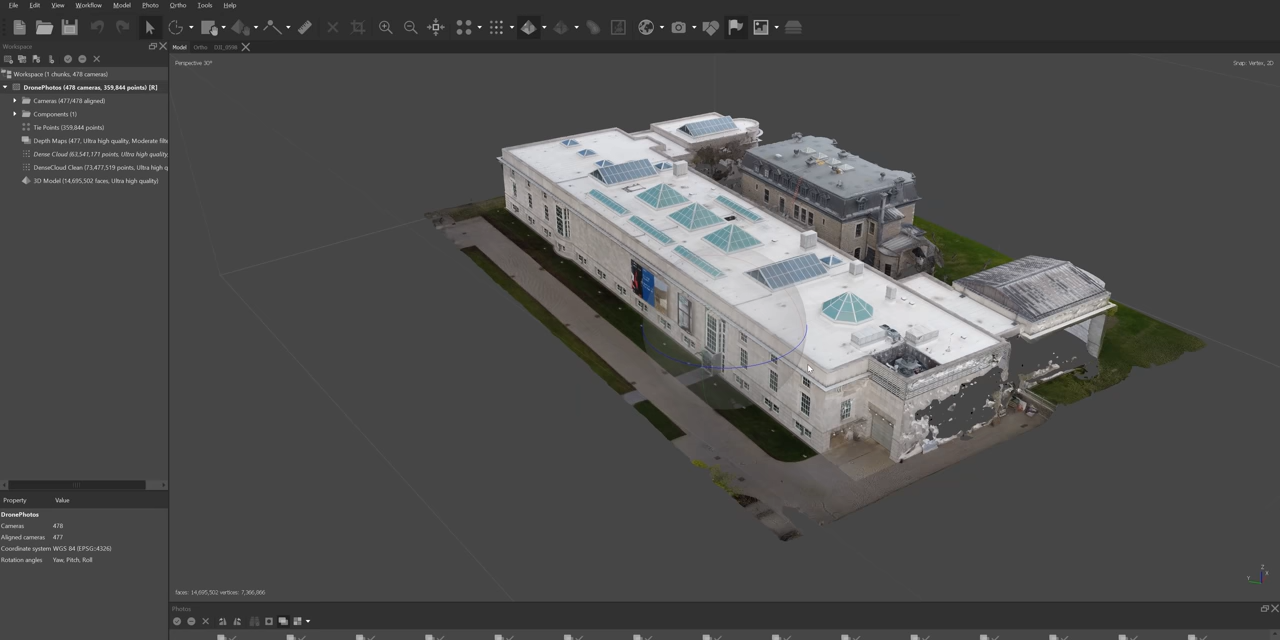 File Edit View Workflow Model Photo Ortho Tools Help
Workspace
Model Ortho DJI_8598
Perspective 30°
Snap: Vertex, 2D
Workspace (1 chunks, 478 cameras)
DronePhotos (478 cameras, 359,844 points) [R]
Cameras (477/478 aligned)
Components (1)
Tie Points (359,844 points)
Depth Maps (477, Ultra high quality, Moderate filt
Dense Cloud (63,541,171 points, Ultra high quality,
DenseCloud Clean (73,477,519 points, Ultra high q
3D Model (14,695,502 faces, Ultra high quality)
Property Value
DronePhotos
Cameras 478
Aligned cameras 477
Coordinate system WGS 84 (EPSG::4326)
Rotation angles Yaw, Pitch, Roll
faces: 14,695,502 vertices: 7,366,866
Z
X
Y
Photos